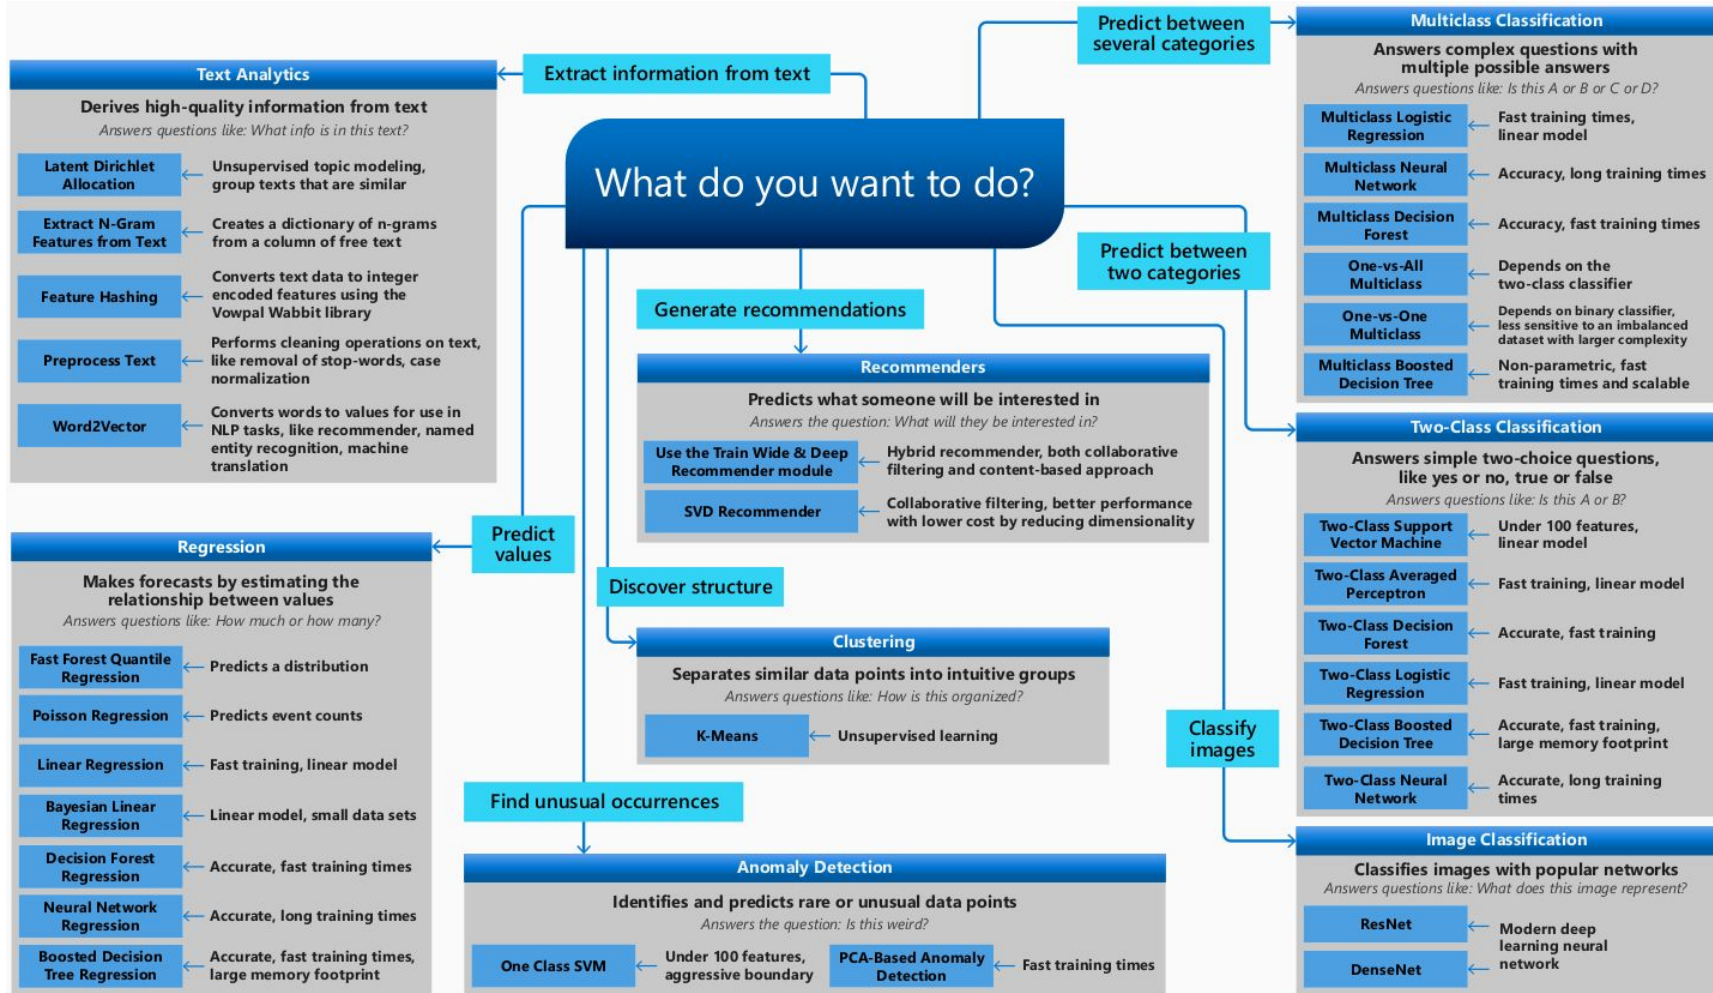 What do you want to do?
Extract information from text
Text Analytics
Derives high-quality information from text
Answers questions like: What info is in this text?
Latent Dirichlet
Allocation
Unsupervised topic modeling,
group texts that are similar
Extract N-Gram
Features from Text
Creates a dictionary of n-grams
from a column of free text
Feature Hashing
Converts text data to integer
encoded features using the
Vowpal Wabbit library
Preprocess Text
Performs cleaning operations on text,
like removal of stop-words, case
normalization
Word2Vector
Converts words to values for use in
NLP tasks, like recommender, named
entity recognition, machine
translation
Predict
values
Regression
Makes forecasts by estimating the
relationship between values
Answers questions like: How much or how many?
Fast Forest Quantile
Regression
Predicts a distribution
Poisson Regression
Predicts event counts
Linear Regression
Fast training, linear model
Bayesian Linear
Regression
Linear model, small data sets
Decision Forest
Regression
Accurate, fast training times
Neural Network
Regression
Accurate, long training times
Boosted Decision
Tree Regression
Accurate, fast training times,
large memory footprint
Generate recommendations
Recommenders
Predicts what someone will be interested in
Answers the question: What will they be interested in?
Use the Train Wide & Deep
Recommender module
Hybrid recommender, both collaborative
filtering and content-based approach
SVD Recommender
Collaborative filtering, better performance
with lower cost by reducing dimensionality
Discover structure
Clustering
Separates similar data points into intuitive groups
Answers questions like: How is this organized?
K-Means
Unsupervised learning
Find unusual occurrences
Anomaly Detection
Identifies and predicts rare or unusual data points
Answers the question: Is this weird?
One Class SVM
Under 100 features,
aggressive boundary
PCA-Based Anomaly
Detection
Fast training times
Predict between
several categories
Multiclass Classification
Answers complex questions with
multiple possible answers
Answers questions like: Is this A or B or C or D?
Multiclass Logistic
Regression
Fast training times,
linear model
Multiclass Neural
Network
Accuracy, long training times
Multiclass Decision
Forest
Accuracy, fast training times
One-vs-All
Multiclass
Depends on the
two-class classifier
One-vs-One
Multiclass
Depends on binary classifier,
less sensitive to an imbalanced
dataset with larger complexity
Multiclass Boosted
Decision Tree
Non-parametric, fast
training times and scalable
Predict between
two categories
Two-Class Classification
Answers simple two-choice questions,
like yes or no, true or false
Answers questions like: Is this A or B?
Two-Class Support
Vector Machine
Under 100 features,
linear model
Two-Class Averaged
Perceptron
Fast training, linear model
Two-Class Decision
Forest
Accurate, fast training
Two-Class Logistic
Regression
Fast training, linear model
Two-Class Boosted
Decision Tree
Accurate, fast training,
large memory footprint
Two-Class Neural
Network
Accurate, long training
times
Classify
images
Image Classification
Classifies images with popular networks
Answers questions like: What does this image represent?
ResNet
DenseNet
Modern deep
learning neural
network